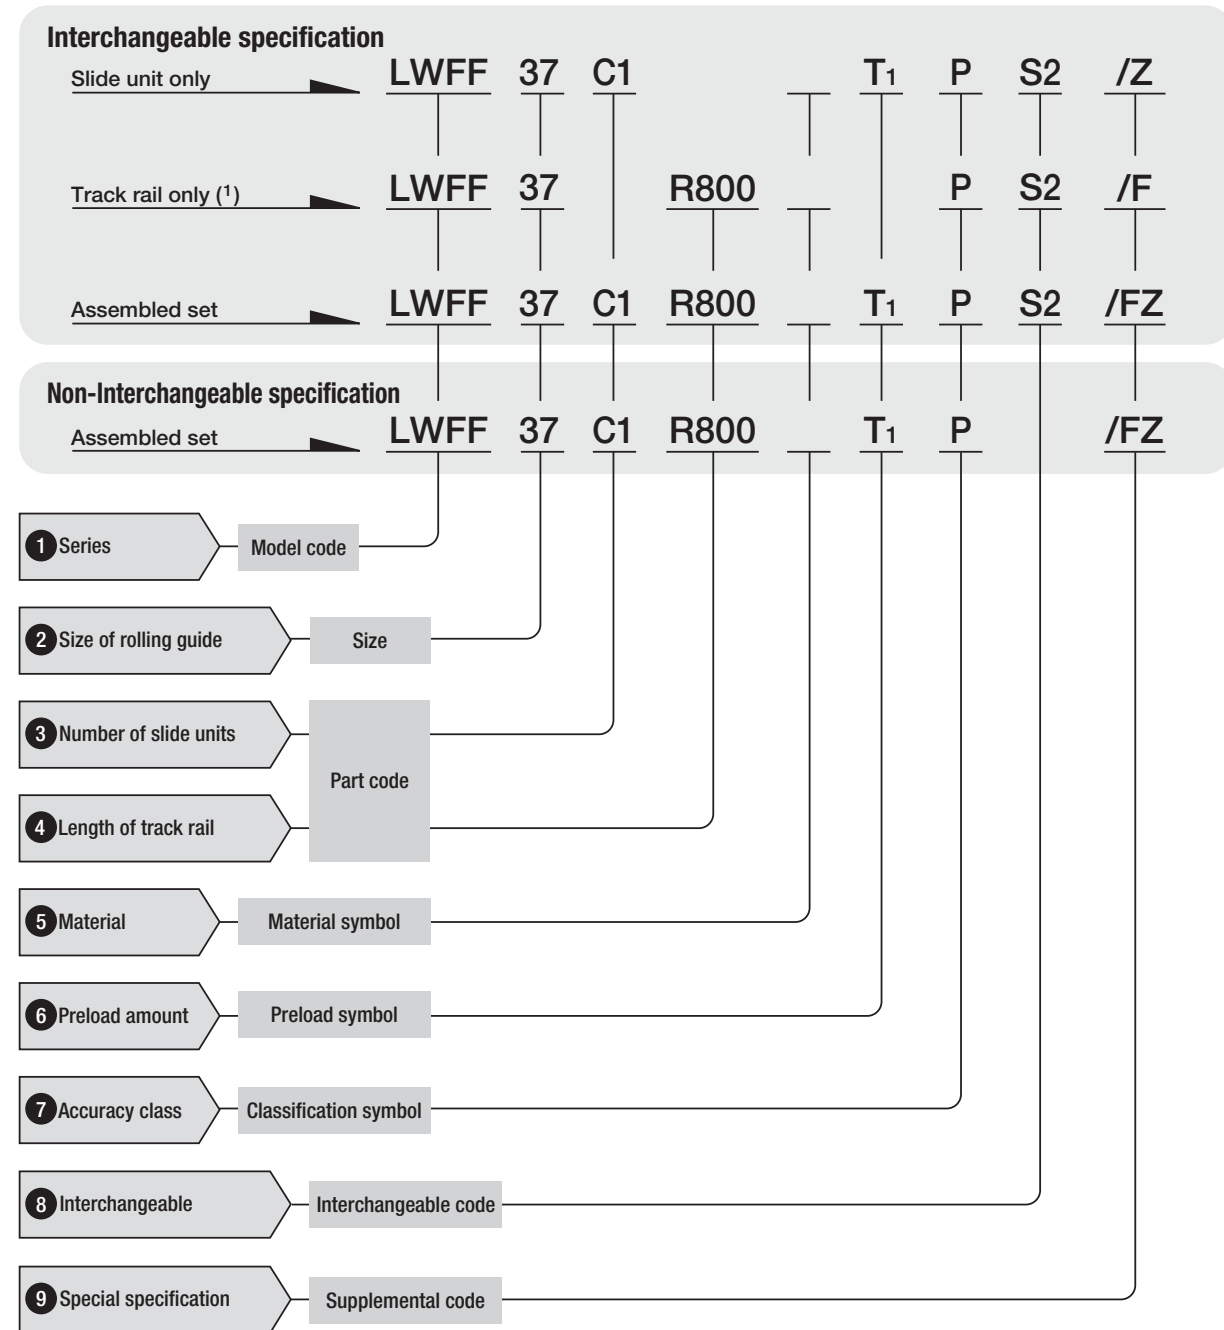 Interchangeable specification
Slide unit only LWFF 37 C1 T1 P S2 /Z
Track rail only (1) LWFF 37 R800 P S2 /F
Assembled set LWFF 37 C1 R800 T1 P S2 /FZ
Non-Interchangeable specification
Assembled set LWFF 37 C1 R800 T1 P /FZ
1 Series Model code
2 Size of rolling guide Size
3 Number of slide units
Part code
4 Length of track rail
5 Material Material symbol
6 Preload amount Preload symbol
7 Accuracy class Classification symbol
8 Interchangeable Interchangeable code
9 Special specification Supplemental code